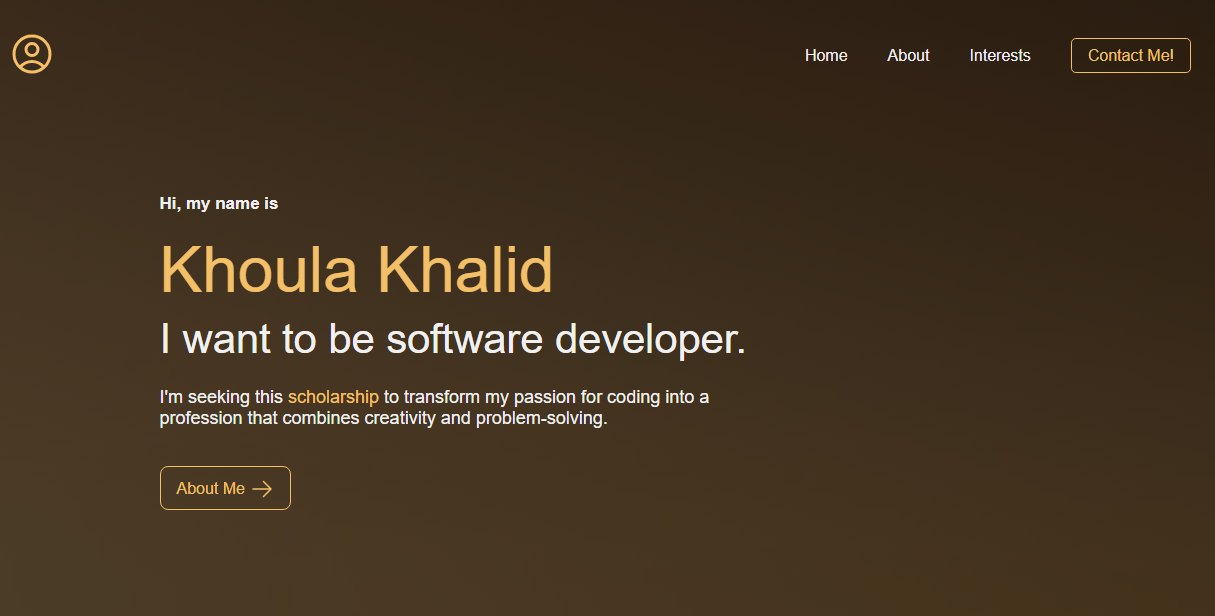 Home About Interests Contact Me!
Hi, my name is
Khoula Khalid
I want to be software developer.
I'm seeking this scholarship to transform my passion for coding into a
profession that combines creativity and problem-solving.
About Me